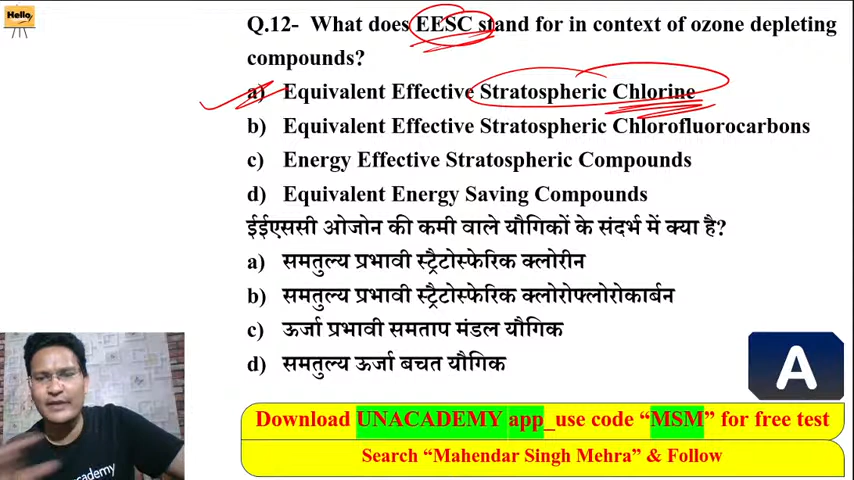 Hello,
Q.12- What does EESC stand for in context of ozone depleting
compounds?
a) Equivalent Effective Stratospheric Chlorine
b) Equivalent Effective Stratospheric Chlorofluorocarbons
c) Energy Effective Stratospheric Compounds
d) Equivalent Energy Saving Compounds
ईईएससी ओजोन की कमी वाले यौगिकों के संदर्भ में क्या है?
a) समतुल्य प्रभावी स्ट्रैटोस्फेरिक क्लोरीन
b) समतुल्य प्रभावी स्ट्रैटोस्फेरिक क्लोरोफ्लोरोकार्बन
c) ऊर्जा प्रभावी समताप मंडल यौगिक
d) समतुल्य ऊर्जा बचत यौगिक
A
unacademy
Download UNACADEMY app_use code “MSM” for free test
Search “Mahendar Singh Mehra” & Follow